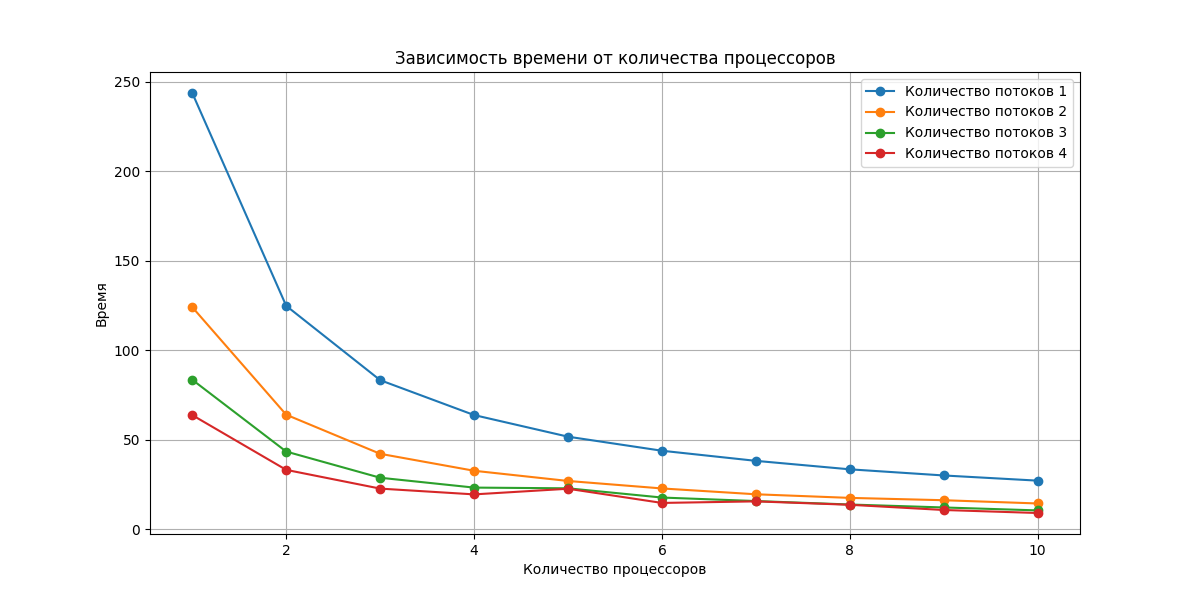 Зависимость времени от количества процессоров
250
200
150
100
50
0
Время
Количество потоков 1
Количество потоков 2
Количество потоков 3
Количество потоков 4
2
4
6
8
10
Количество процессоров